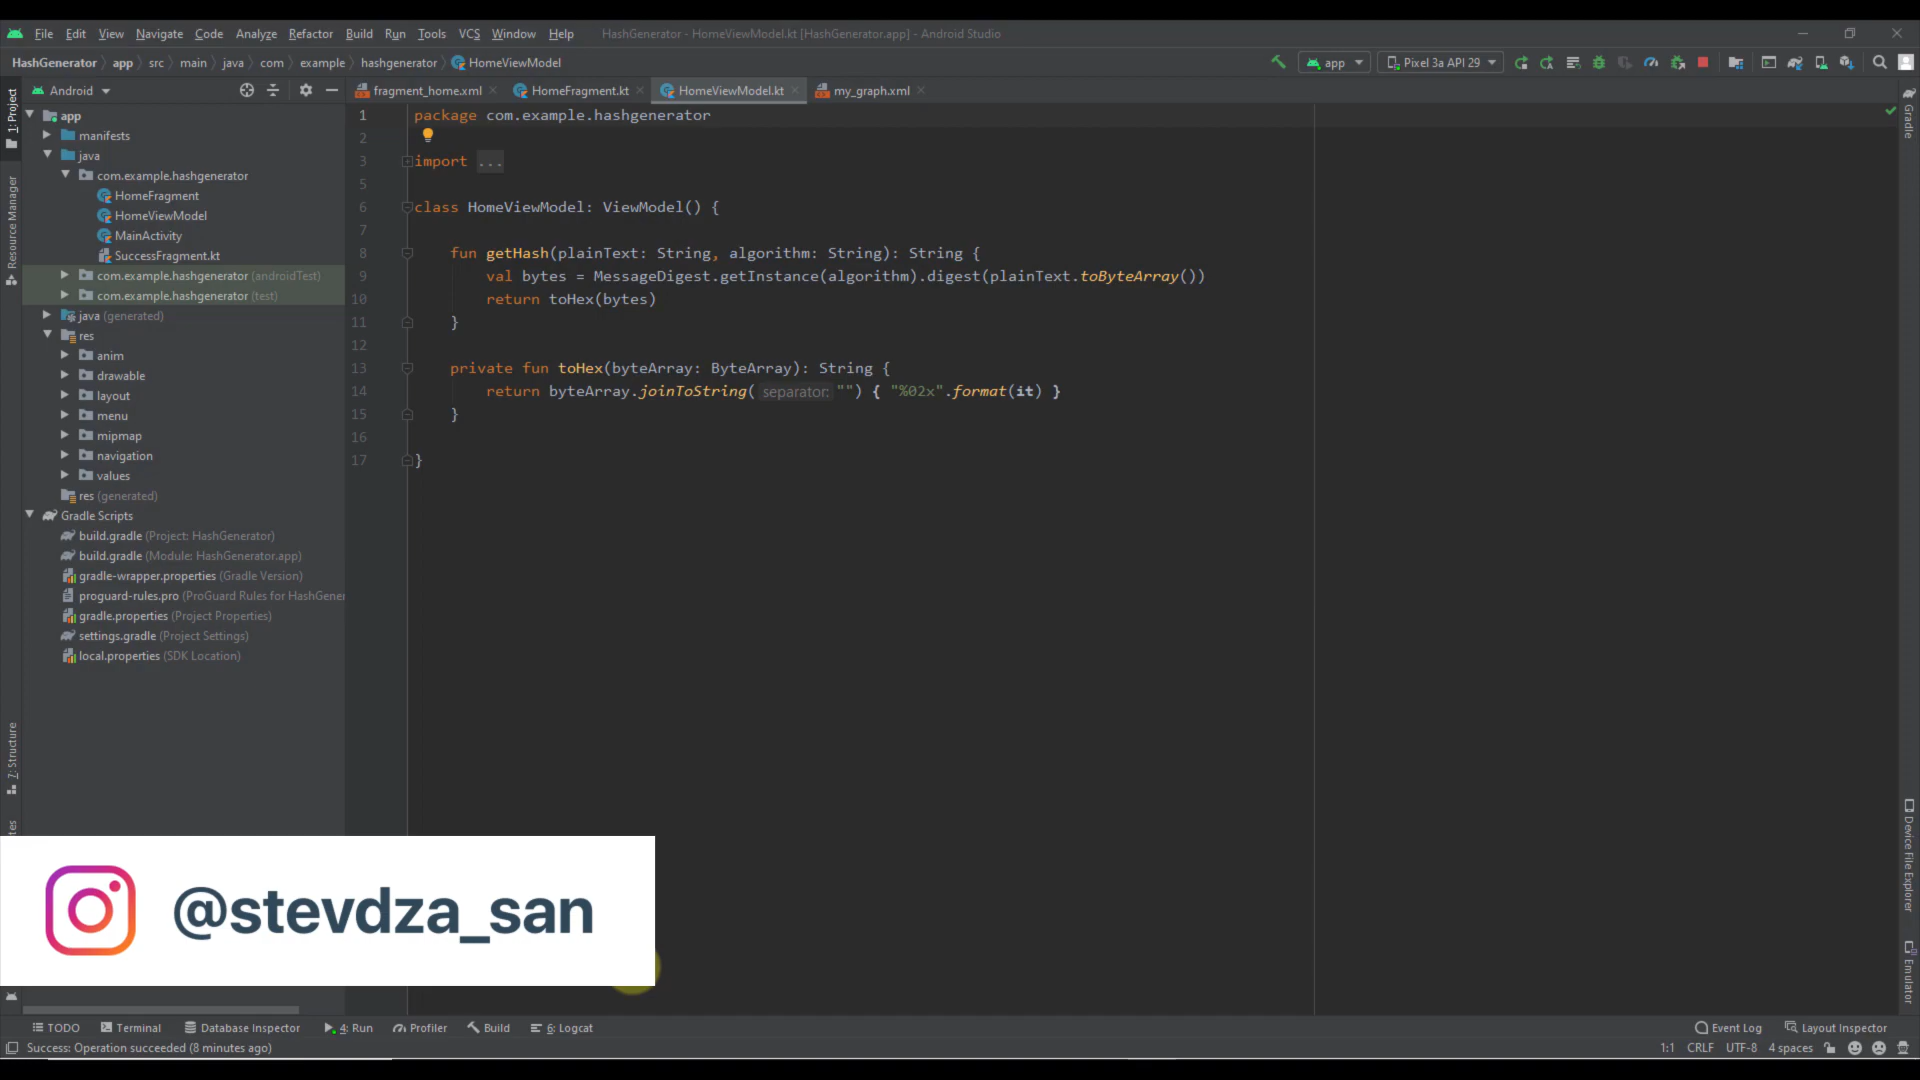 File Edit View Navigate Code Analyze Refactor Build Run Tools VCS Window Help HashGenerator - HomeViewModel.kt [HashGenerator.app] - Android Studio
HashGenerator app src main java com example hashgenerator HomeViewModel app Pixel 3a API 29
Android fragment_home.xml HomeFragment.kt HomeViewModel.kt my_graph.xml
1: Project
Resource Manager
7: Structure
Gradle
Device File Explorer
Emulator
app
manifests
java
com.example.hashgenerator
HomeFragment
HomeViewModel
MainActivity
SuccessFragment.kt
com.example.hashgenerator (androidTest)
com.example.hashgenerator (test)
java (generated)
res
anim
drawable
layout
menu
mipmap
navigation
values
res (generated)
Gradle Scripts
build.gradle (Project: HashGenerator)
build.gradle (Module: HashGenerator.app)
gradle-wrapper.properties (Gradle Version)
proguard-rules.pro (ProGuard Rules for HashGener
gradle.properties (Project Properties)
settings.gradle (Project Settings)
local.properties (SDK Location)
1 package com.example.hashgenerator
2
3 import ...
5
6 class HomeViewModel: ViewModel() {
7
8 fun getHash(plainText: String, algorithm: String): String {
9 val bytes = MessageDigest.getInstance(algorithm).digest(plainText.toByteArray())
10 return toHex(bytes)
11 }
12
13 private fun toHex(byteArray: ByteArray): String {
14 return byteArray.joinToString( separator: "") { "%02x".format(it) }
15 }
16
17 }
@stevdza_san
TODO Terminal Database Inspector 4: Run Profiler Build 6: Logcat Event Log Layout Inspector
Success: Operation succeeded (8 minutes ago) 1:1 CRLF UTF-8 4 spaces